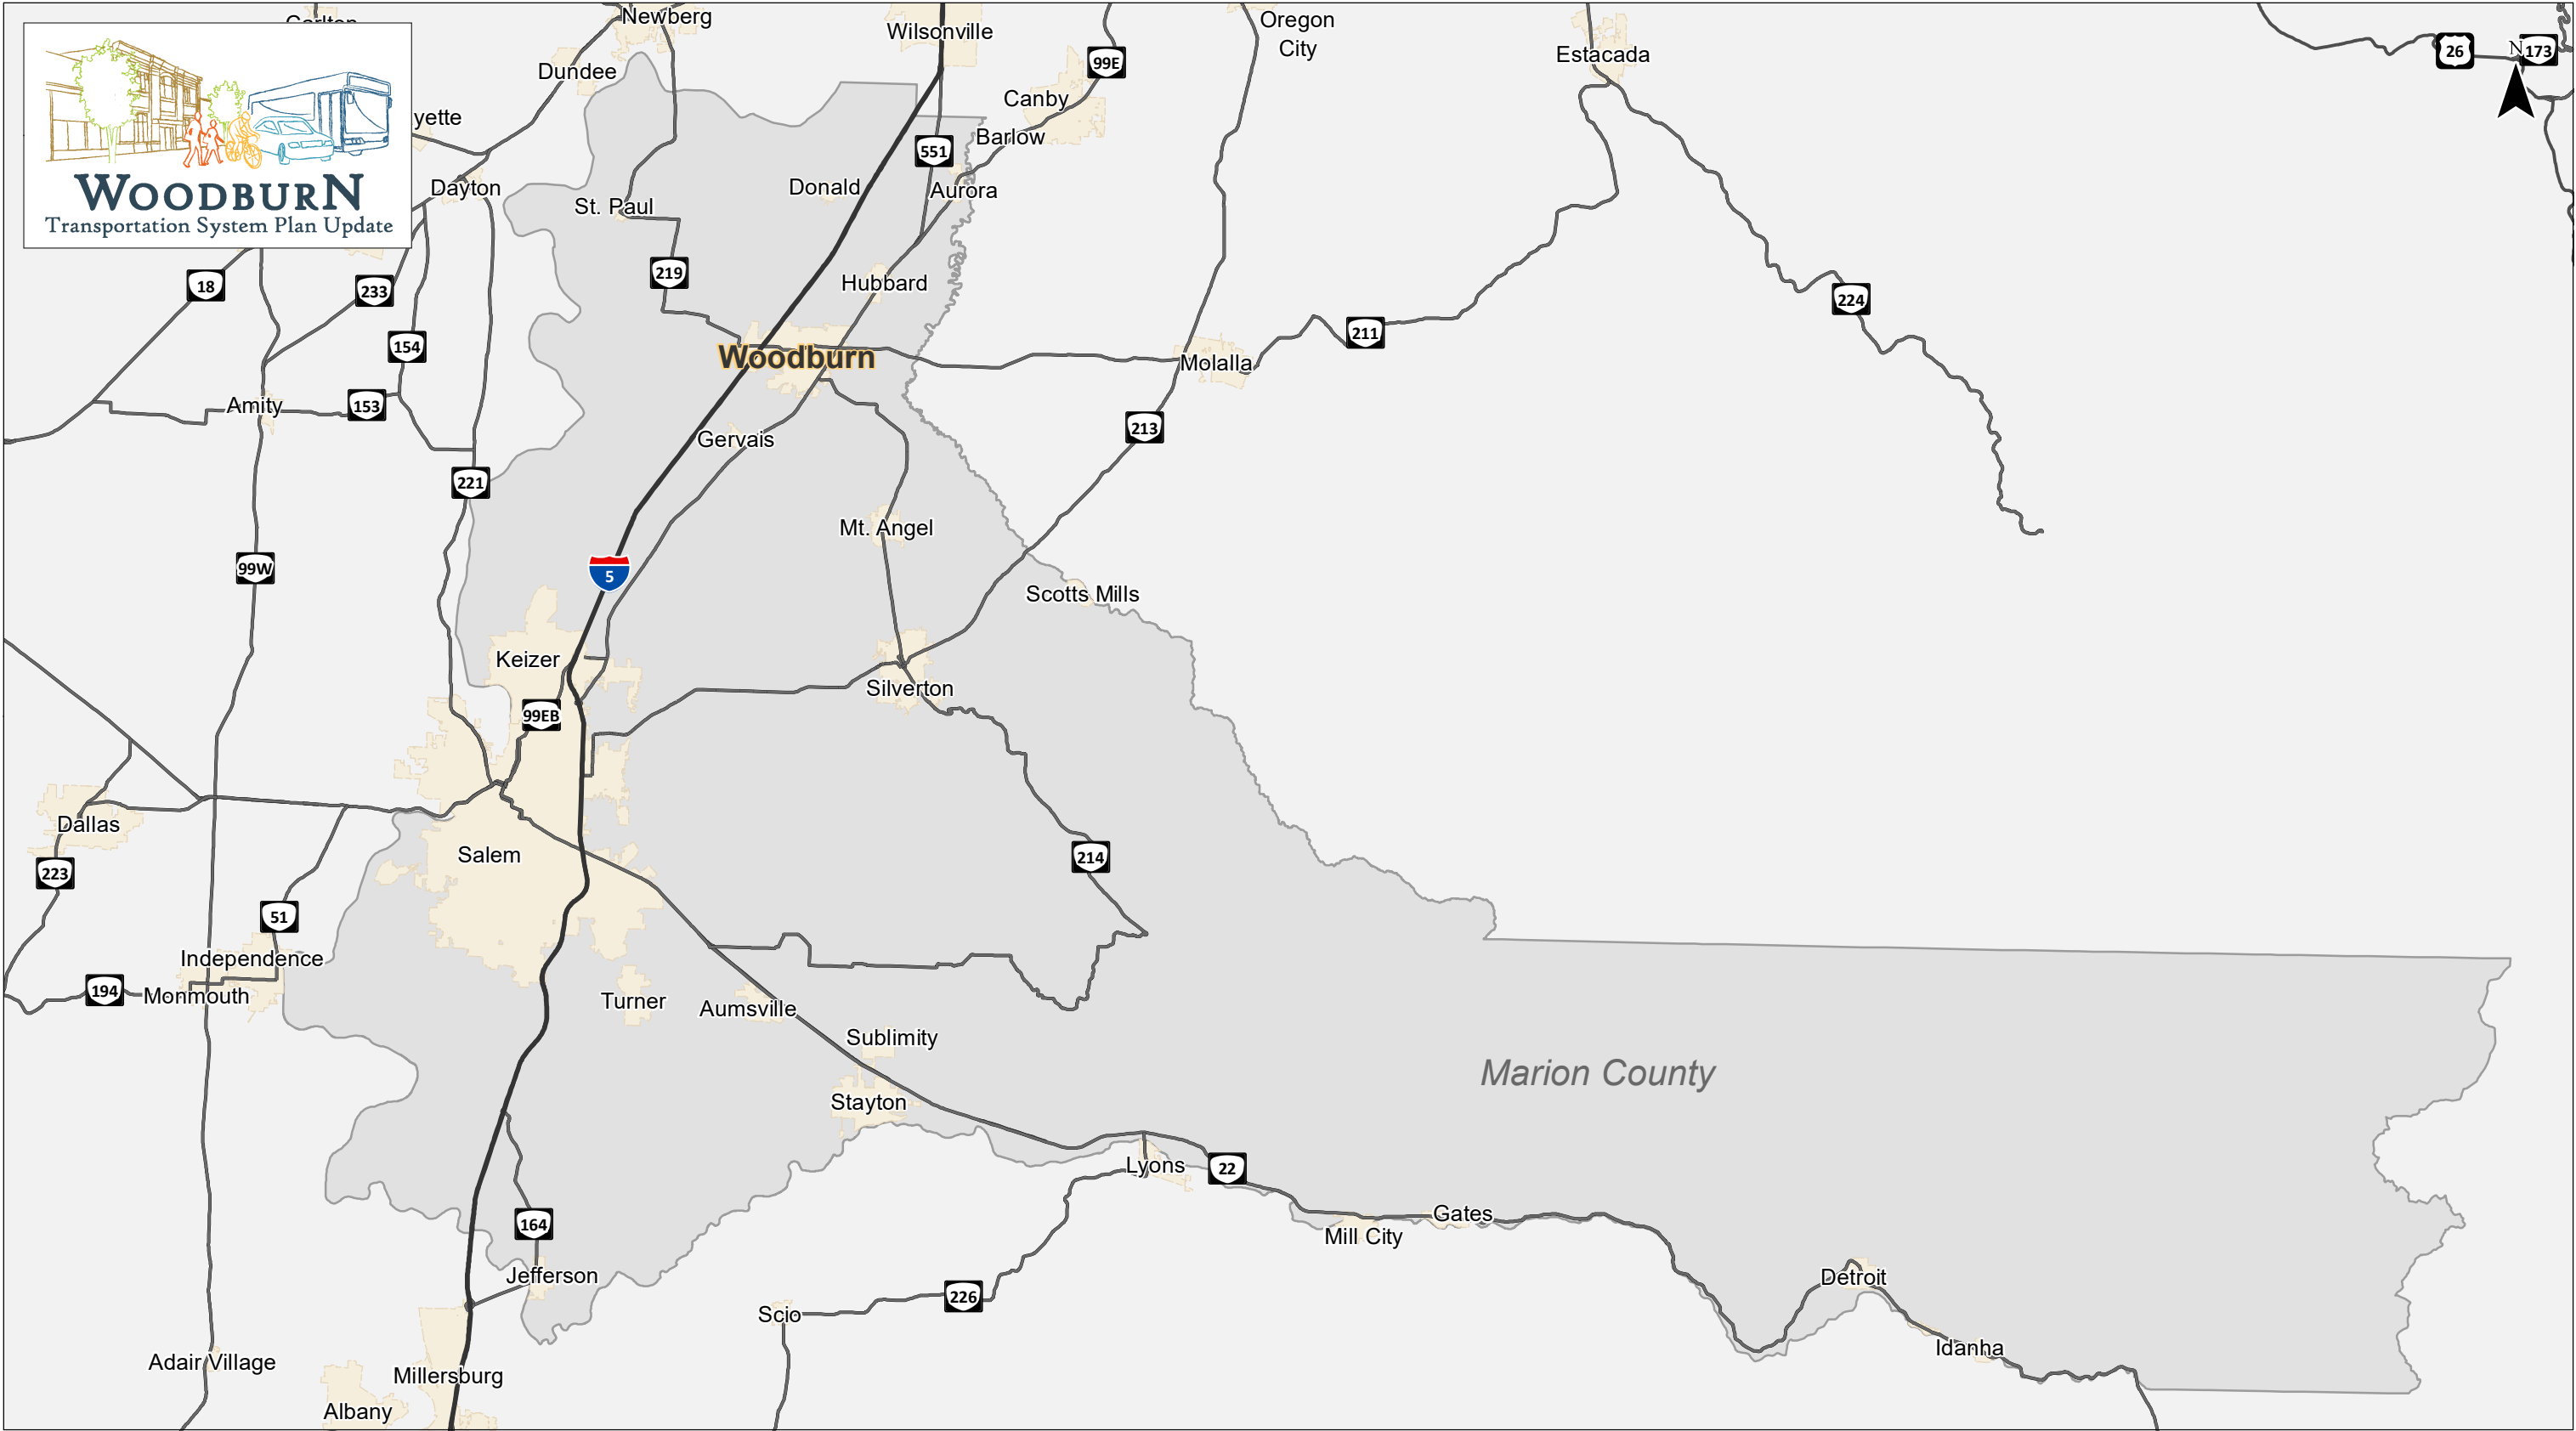 Carlton
Newberg
Wilsonville
Oregon
City
Estacada
26
N
173
99E
Dundee
Canby
yette
Barlow
551
WOODBURN
Transportation System Plan Update
Dayton
Donald
Aurora
St. Paul
18
233
219
Hubbard
224
154
211
Woodburn
Molalla
Amity
153
213
Gervais
221
Mt. Angel
99W
5
Scotts Mills
Keizer
Silverton
99EB
Dallas
Salem
214
223
51
Independence
194
Monmouth
Turner
Aumsville
Sublimity
Marion County
Stayton
Lyons
22
164
Gates
Mill City
Jefferson
Detroit
226
Scio
Idanha
Adair Village
Millersburg
Albany